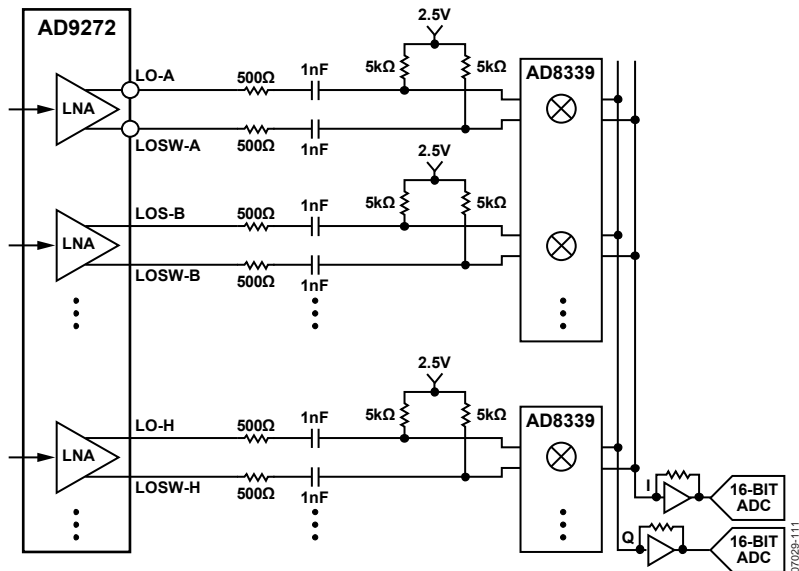 AD9272
2.5V
LO-A
500Ω
1nF
5kΩ
5kΩ
AD8339
LNA
LOSW-A
500Ω
1nF
2.5V
LOS-B
500Ω
1nF
5kΩ
5kΩ
LNA
LOSW-B
500Ω
1nF
2.5V
LO-H
500Ω
1nF
5kΩ
5kΩ
AD8339
LNA
LOSW-H
500Ω
1nF
I
16-BIT
ADC
Q
16-BIT
ADC
07029-111